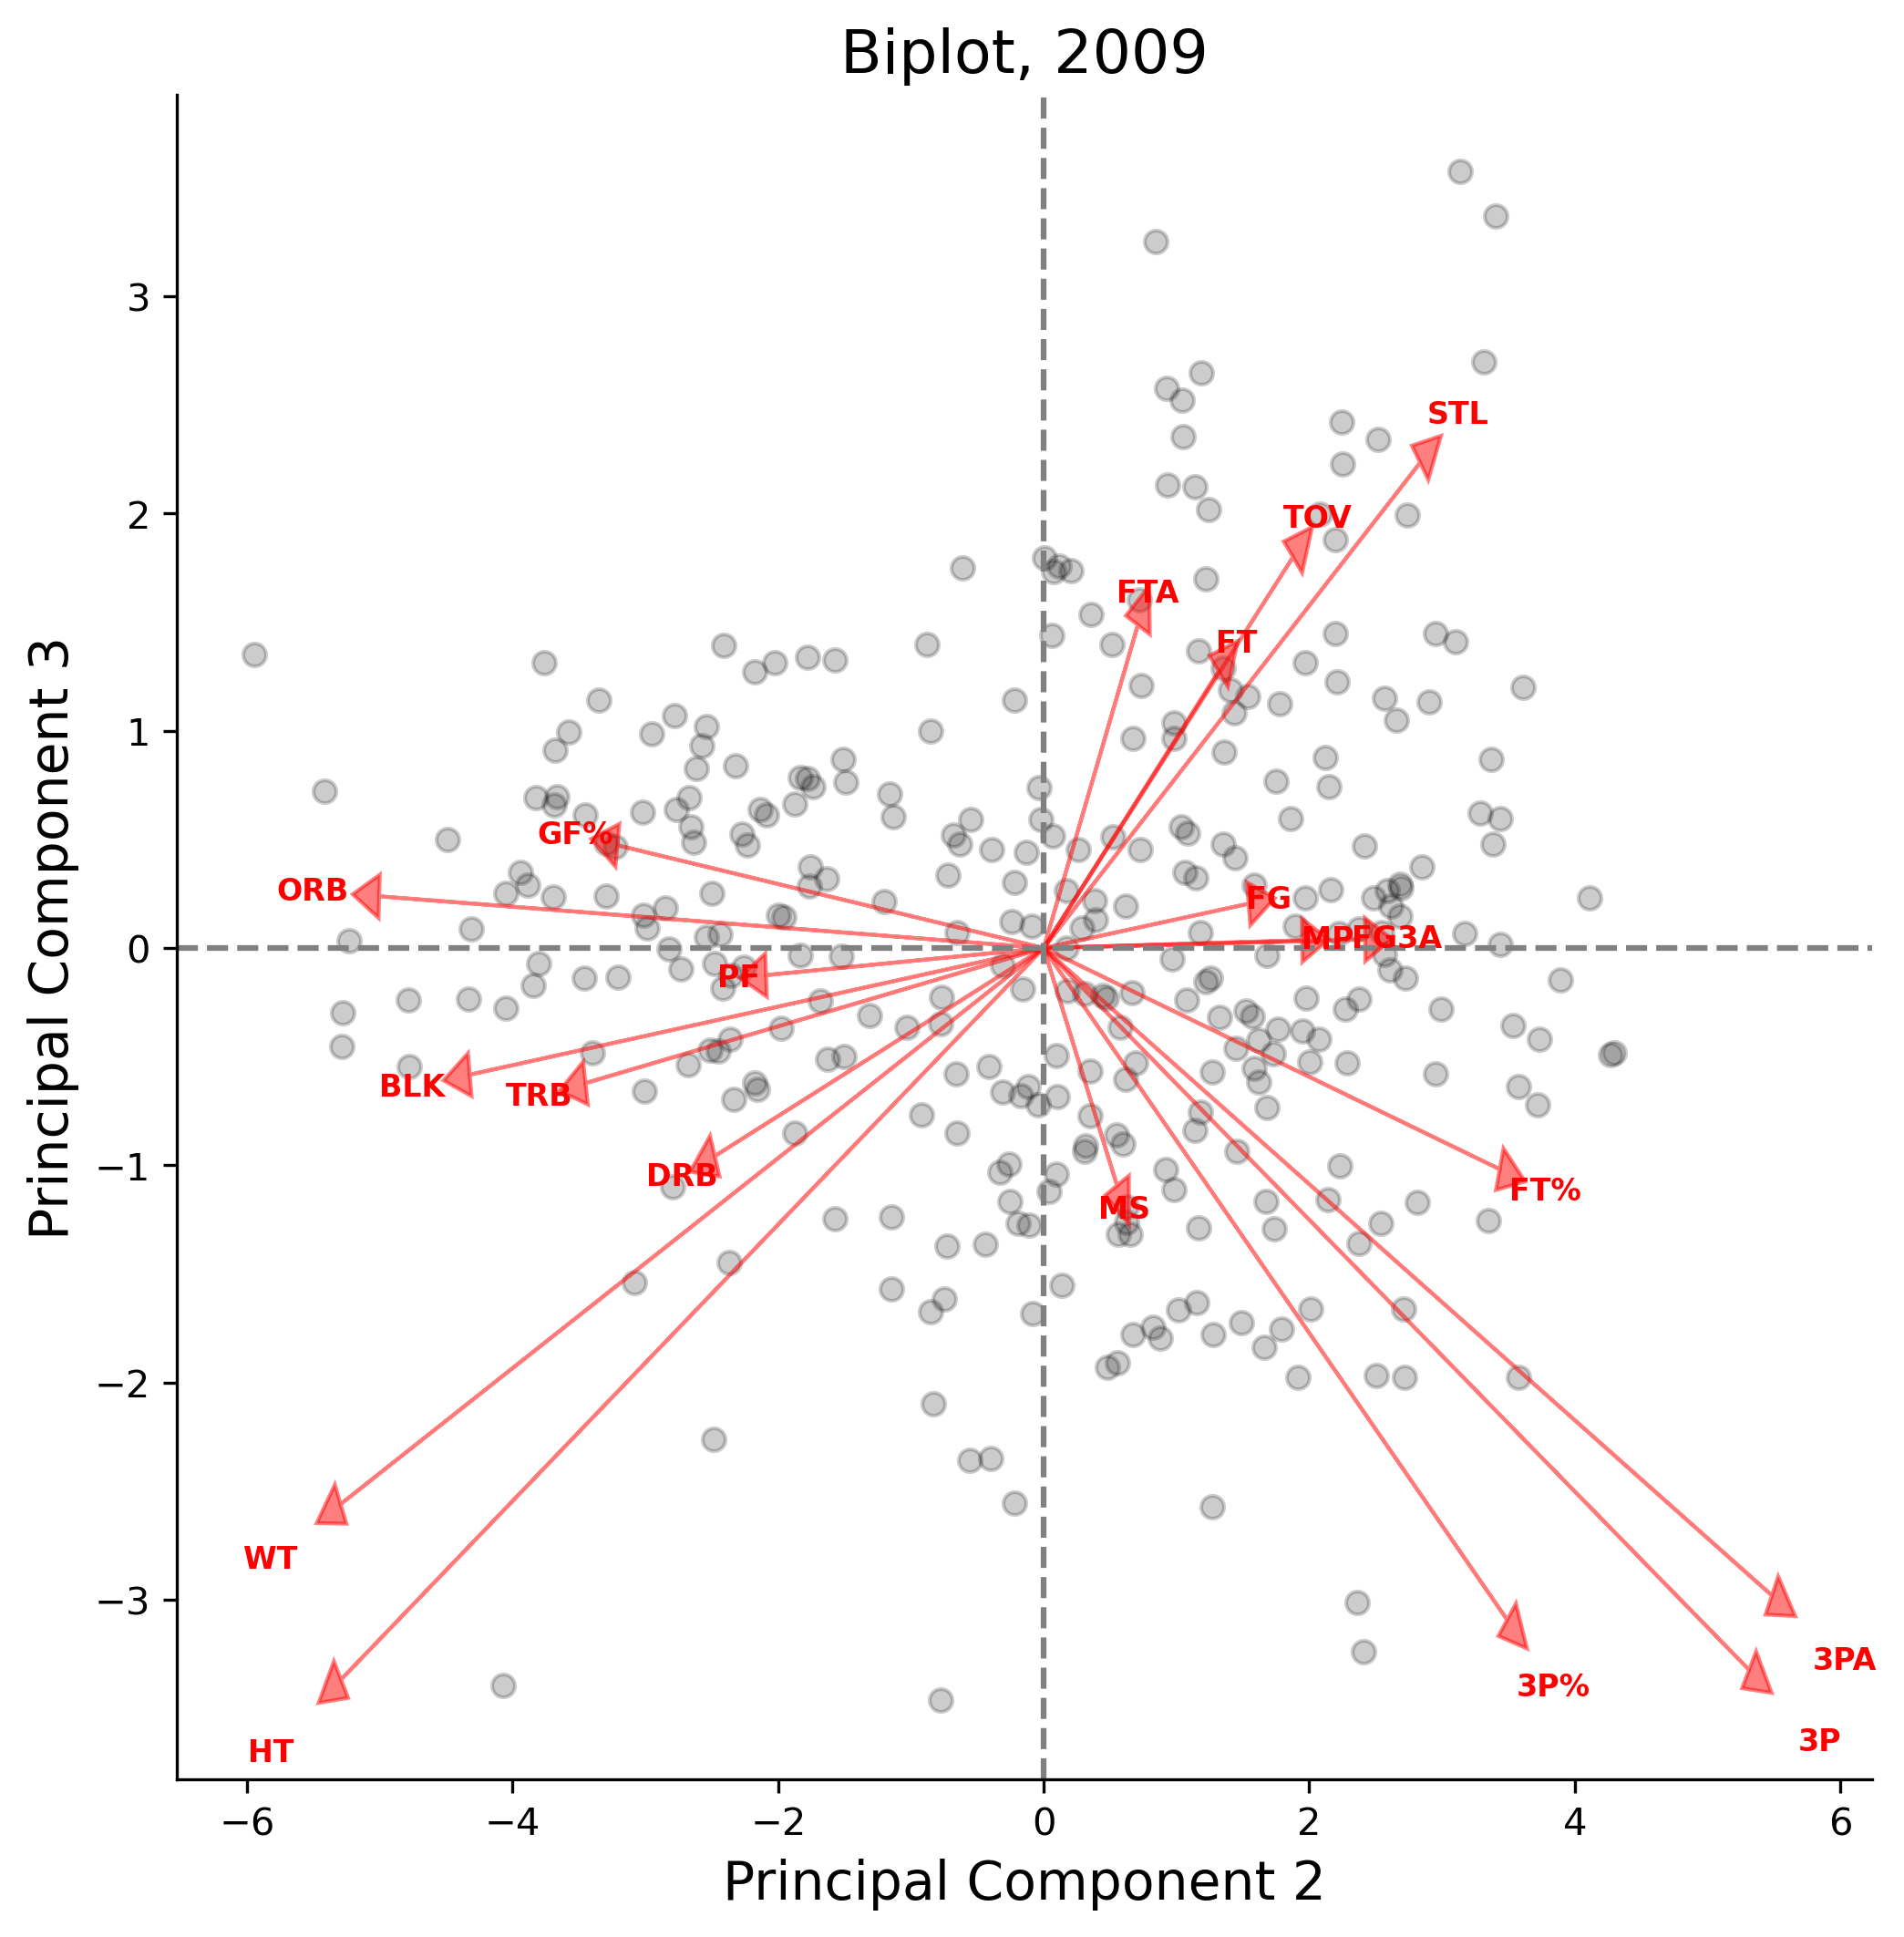 Biplot, 2009
Principal Component 3
3
2
1
0
−1
−2
−3
STL
TOV
FTA
FT
GF%
ORB
FG
MP
FG3A
PF
BLK
TRB
DRB
MS
FT%
WT
3PA
3P%
3P
HT
−6
−4
−2
0
2
4
6
Principal Component 2